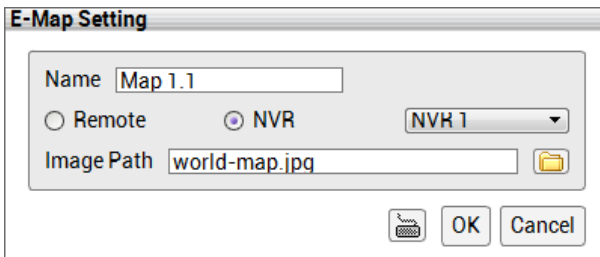 E-Map Setting
Name Map 1.1
Remote NVR NVR 1
Image Path world-map.jpg
OK Cancel